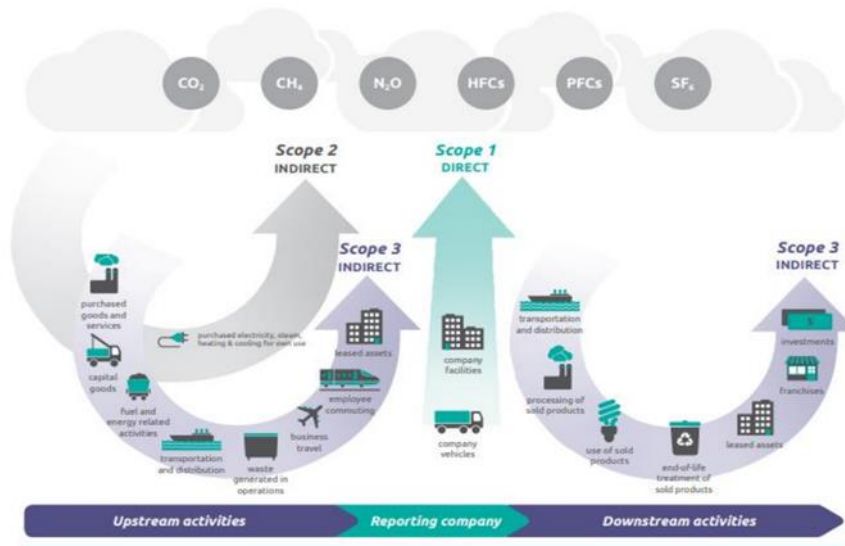 CO₂
CH₄
N₂O
HFCs
PFCs
SF₆
Scope 2
INDIRECT
Scope 1
DIRECT
Scope 3
INDIRECT
Scope 3
INDIRECT
purchased
goods and
services
capital
goods
fuel and
energy related
activities
transportation
and distribution
waste
generated in
operations
business
travel
employee
commuting
leased assets
purchased electricity, steam,
heating & cooling for own use
company
facilities
company
vehicles
transportation
and distribution
processing of
sold products
use of sold
products
end-of-life
treatment of
sold products
leased assets
franchises
$
investments
Upstream activities
Reporting company
Downstream activities